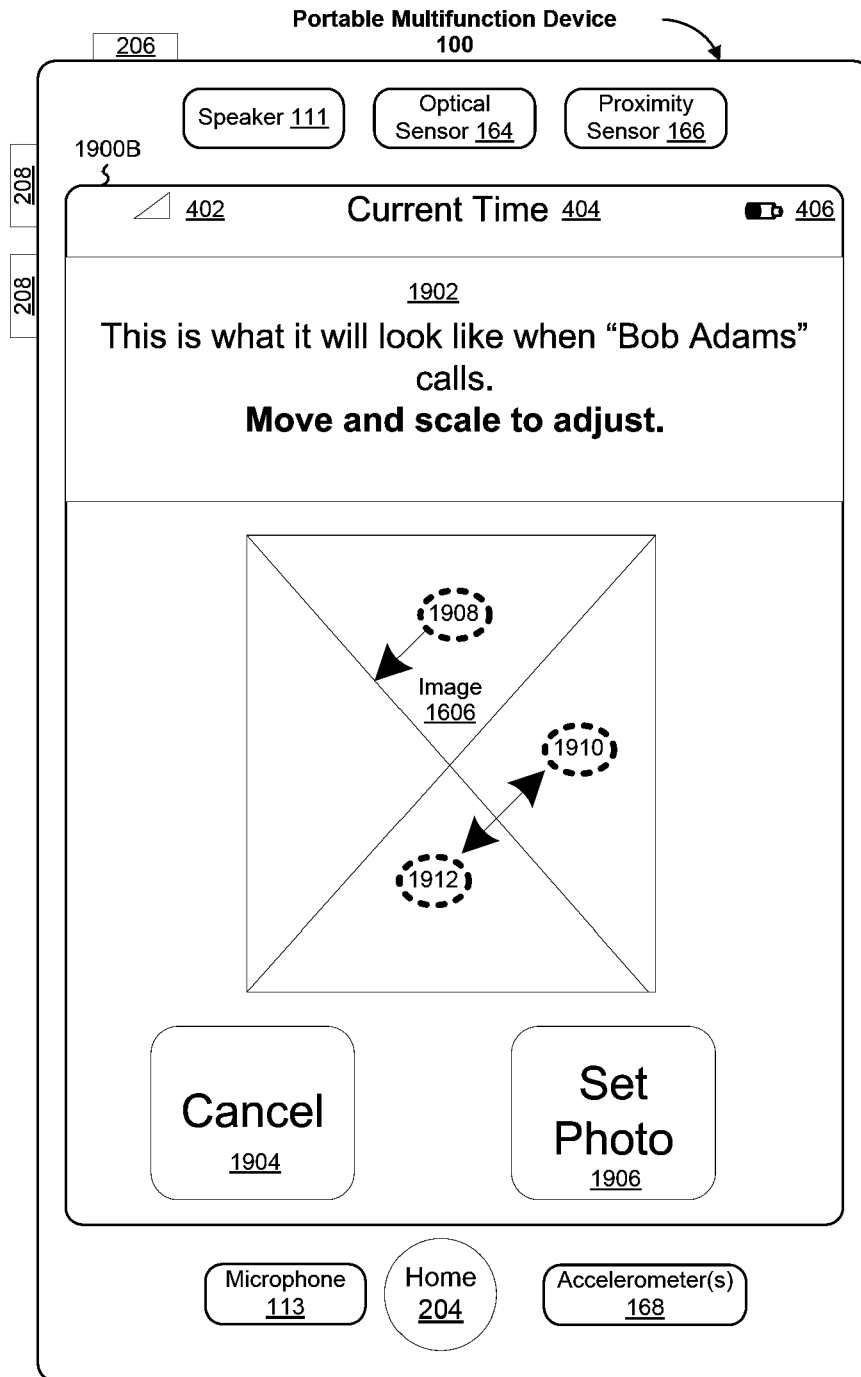 Portable Multifunction Device
100
206
Speaker 111
Optical
Sensor 164
Proximity
Sensor 166
1900B
208
208
402
Current Time 404
406
1902
This is what it will look like when “Bob Adams”
calls.
Move and scale to adjust.
1908
Image
1606
1910
1912
Cancel
1904
Set
Photo
1906
Microphone
113
Home
204
Accelerometer(s)
168